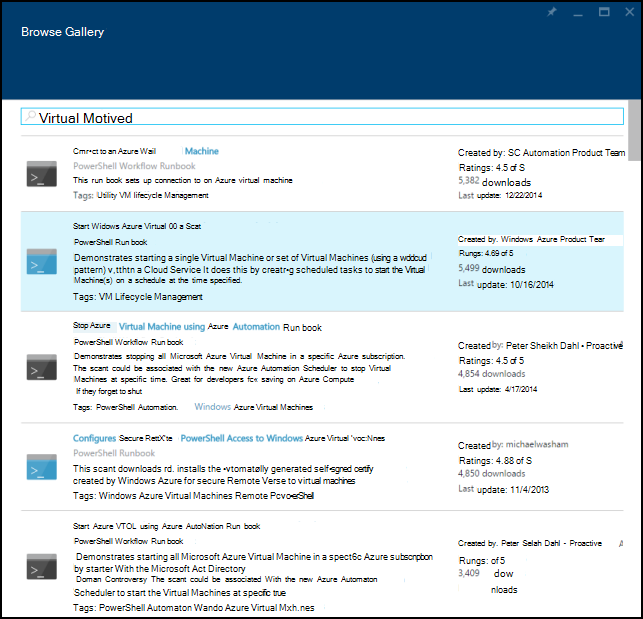 Browse Gallery
Virtual Motived
Cmr•ct to an Azure Wail Machine
PowerShell Workflow Runbook
This run book sets up connection to on Azure virtual machine
Tags: Utility VM lifecycle Management
Created by: SC Automation Product Team
Ratings: 4.5 of S
5,382 downloads
Last update: 12/22/2014
Start Widows Azure Virtual 00 a Scat
PowerShell Run book
Demonstrates starting a single Virtual Machine or set of Virtual Machines (using a wddcud
pattern) v,tthtn a Cloud Service It does this by creatr•g scheduled tasks to start the Virtual
Machine(s) on a schedule at the time specified.
Tags: VM Lifecycle Management
Created by. Windows Azure Product Tear
Rungs: 4.69 of 5
5,499 downloads
Last update: 10/16/2014
Stop Azure Virtual Machine using Azure Automation Run book
PowerShell Workflow Run book
Demonstrates stopping all Microsoft Azure Virtual Machine in a specific Azure subscription.
The scant could be associated with the new Azure Automation Scheduler to stop Virtual
Machines at specific time. Great for developers fc« saving on Azure Compute
If they forget to shut
Tags: PowerShell Automation. Windows Azure Virtual Machines
Created by: Peter Sheikh Dahl • Proactive
Ratings: 4.5 of 5
4,854 downloads
Last update: 4/17/2014
Configures Secure RettX'te PowerShell Access to Windows Azure Virtual 'voc:Nnes
PowerShell Runbook
This scant downloads rd. installs the •vtomatølly generated self-sgned certify
created by Windows Azure for secure Remote Verse to virtual machines
Tags: Windows Azure Virtual Machines Remote Pcvo•erShell
Created by: michaelwasham
Ratings: 4.88 of S
4,850 downloads
Last update: 11/4/2013
Start Azure VTOL using Azure AutoNation Run book
PowerShell Workflow Run book
Demonstrates starting all Microsoft Azure Virtual Machine in a spect6c Azure subscnpbon
by starter With the Microsoft Act Directory
Doman Controversy The scant could be associated With the new Azure Automaton
Scheduler to start the Virtual Machines at specific true
Tags: PowerShell Automaton Wando Azure Virtual Mxh.nes
Created by. Peter Selah Dahl - Proactive
Rungs: of 5
3,409 dow
nloads